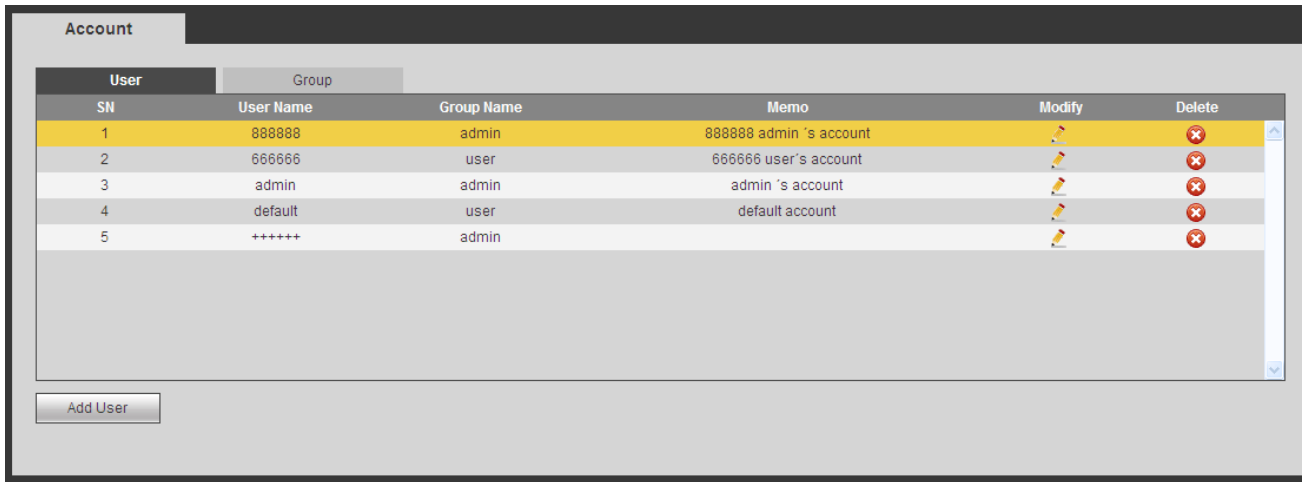 Account
User Group
SN User Name Group Name Memo Modify Delete
1 888888 admin 888888 admin ´s account
2 666666 user 666666 user´s account
3 admin admin admin ´s account
4 default user default account
5 ++++++ admin
Add User